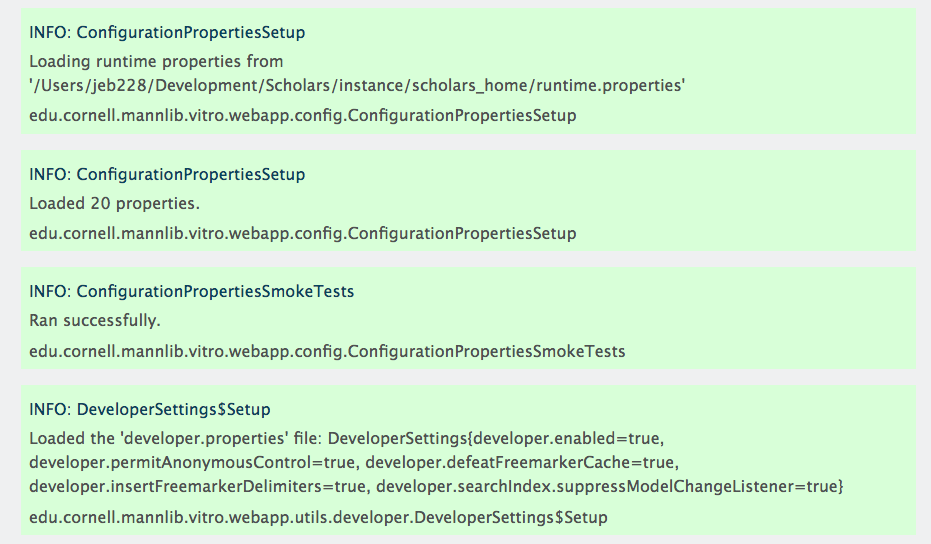 INFO: ConfigurationPropertiesSetup
Loading runtime properties from
'/Users/jeb228/Development/Scholars/instance/scholars_home/runtime.properties'
edu.cornell.mannlib.vitro.webapp.config.ConfigurationPropertiesSetup
INFO: ConfigurationPropertiesSetup
Loaded 20 properties.
edu.cornell.mannlib.vitro.webapp.config.ConfigurationPropertiesSetup
INFO: ConfigurationPropertiesSmokeTests
Ran successfully.
edu.cornell.mannlib.vitro.webapp.config.ConfigurationPropertiesSmokeTests
INFO: DeveloperSettings$Setup
Loaded the 'developer.properties' file: DeveloperSettings{developer.enabled=true,
developer.permitAnonymousControl=true, developer.defeatFreemarkerCache=true,
developer.insertFreemarkerDelimiters=true, developer.searchIndex.suppressModelChangeListener=true}
edu.cornell.mannlib.vitro.webapp.utils.developer.DeveloperSettings$Setup